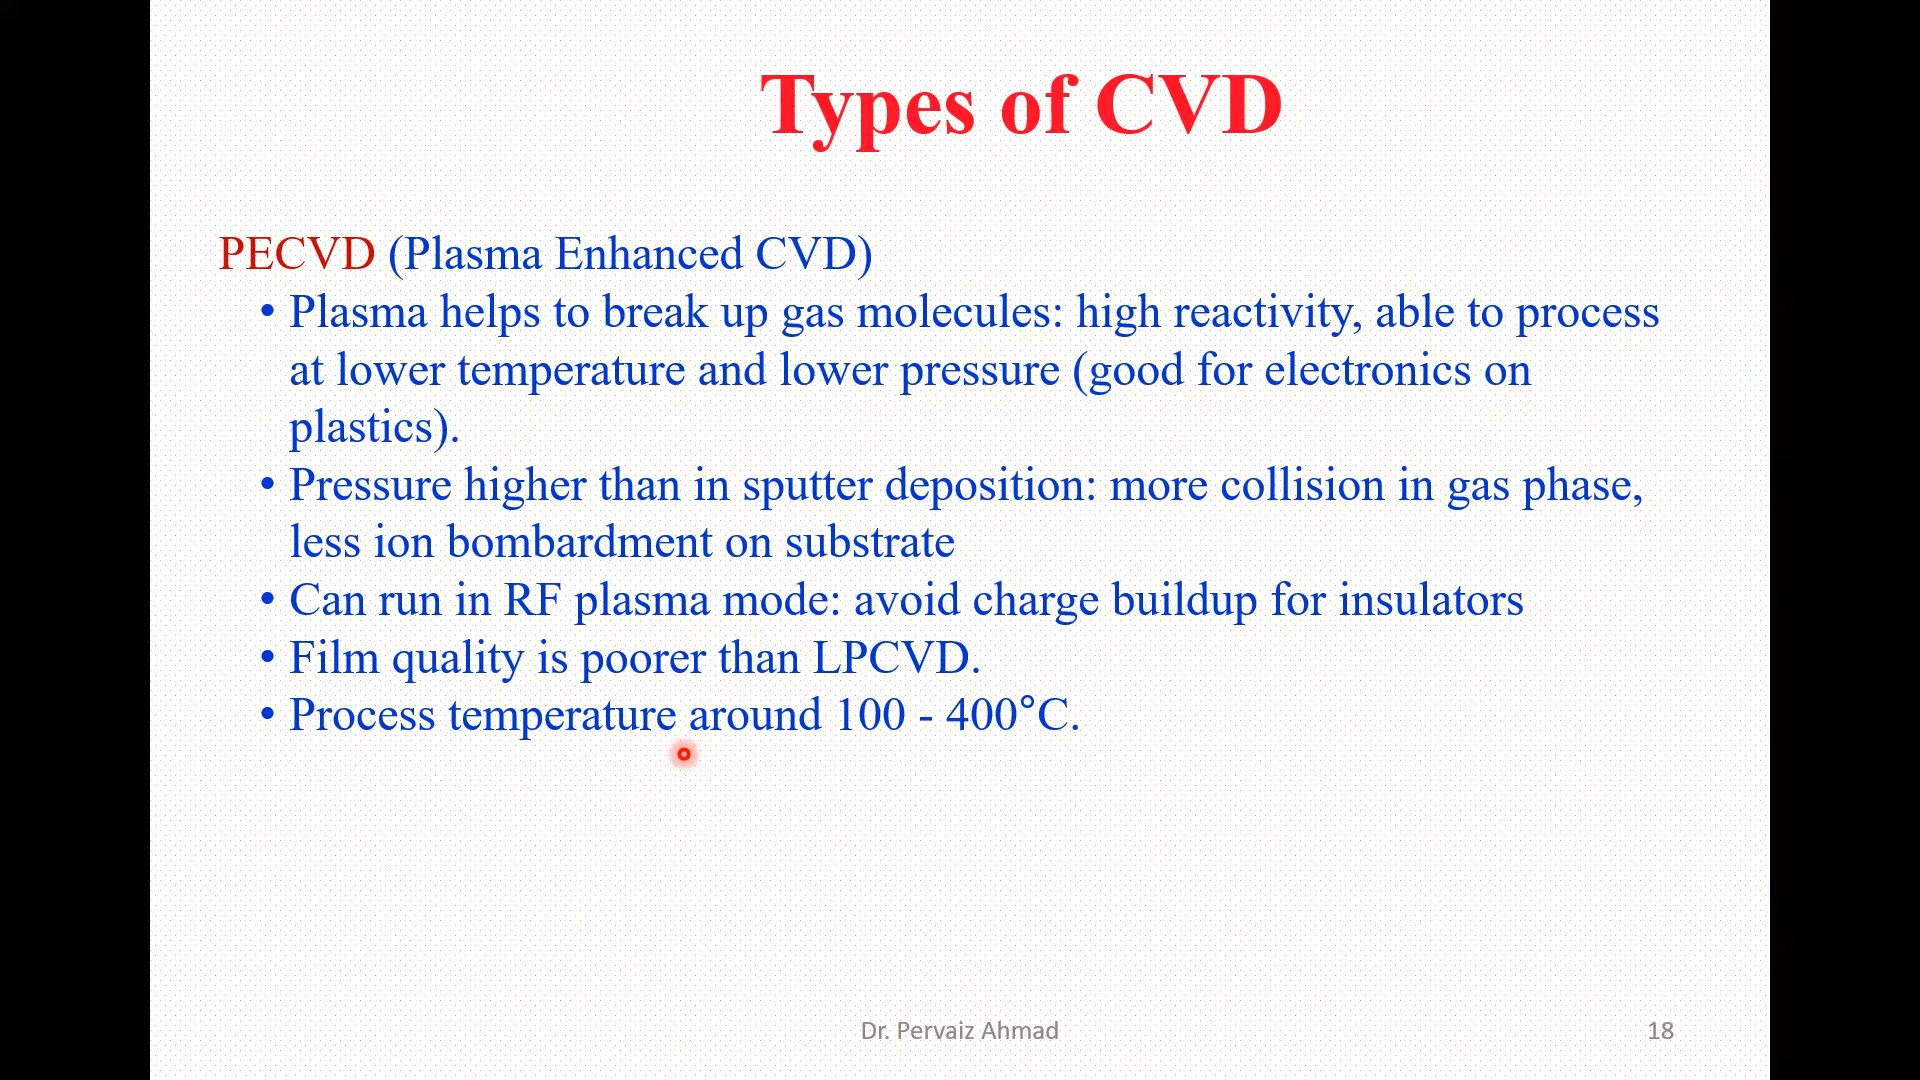 Types of CVD
PECVD (Plasma Enhanced CVD)
• Plasma helps to break up gas molecules: high reactivity, able to process
at lower temperature and lower pressure (good for electronics on
plastics).
• Pressure higher than in sputter deposition: more collision in gas phase,
less ion bombardment on substrate
• Can run in RF plasma mode: avoid charge buildup for insulators
• Film quality is poorer than LPCVD.
• Process temperature around 100 - 400°C.
Dr. Pervaiz Ahmad
18